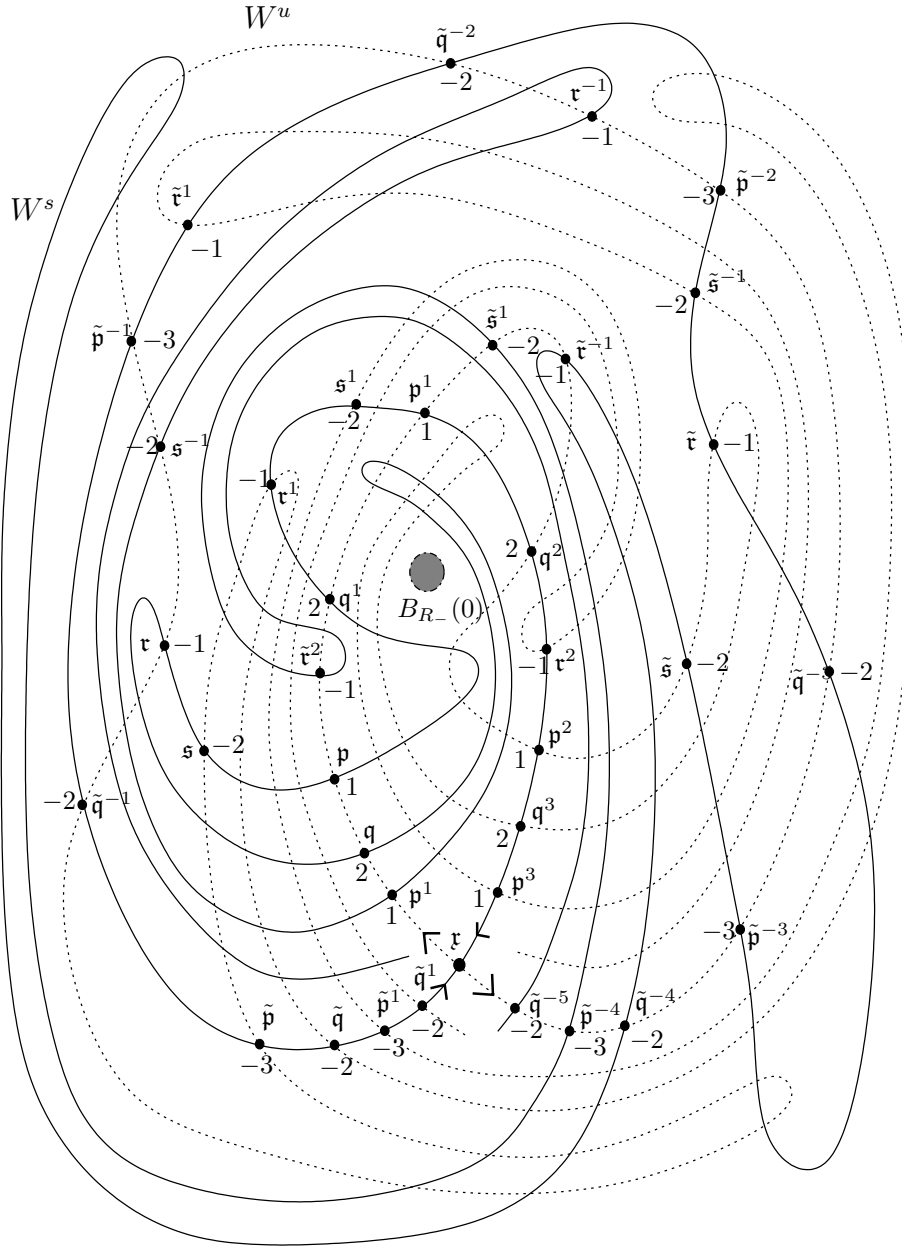 W^u
𝔮̃^{-2}
-2
𝔯^{-1}
-1
W^s
𝔯̃^1
-1
-3 𝔭̃^{-2}
𝔰̃^{-1}
-2
𝔭̃^{-1} -3
𝔰̃^1
-2
𝔯̃^{-1}
-1
𝔰^1
-2
𝔭^1
1
-2 𝔰^{-1}
𝔯̃ -1
-1 𝔯^1
2 𝔮^2
2 𝔮^1
B_{R_-}(0)
𝔯 -1
𝔯̃^2
-1
-1 𝔯^2
𝔰̃ -2
𝔮̃^{-3} -2
𝔰 -2
𝔭
1
𝔭^2
1
-2 𝔮̃^{-1}
𝔮
2
𝔮^3
2
𝔭^1
1
1 𝔭^3
-3 𝔭̃^{-3}
𝔵
𝔮̃^1
-2
𝔭̃
-3
𝔮̃
-2
𝔭̃^1
-3
𝔮̃^{-5}
-2
𝔭̃^{-4}
-3
𝔮̃^{-4}
-2